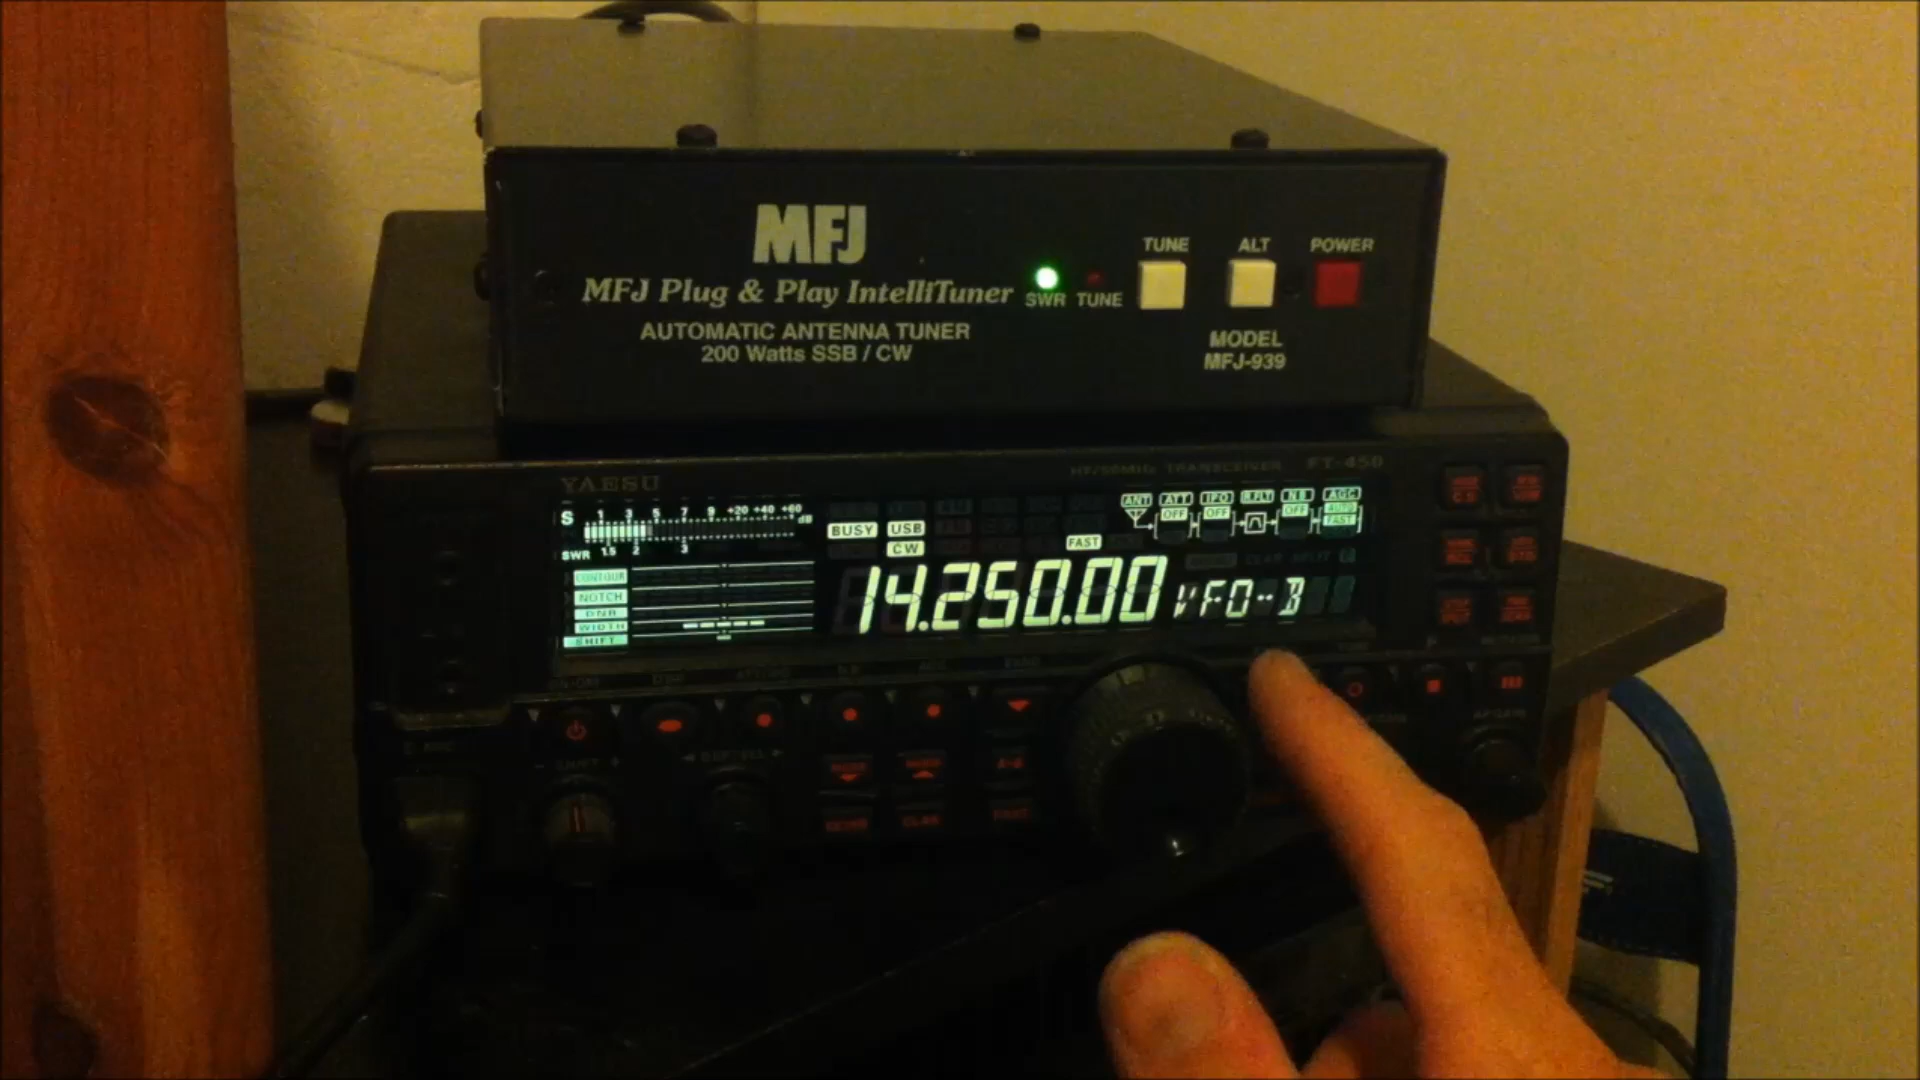 MFJ
MFJ Plug & Play IntelliTuner
AUTOMATIC ANTENNA TUNER
200 Watts SSB / CW
SWR TUNE
TUNE ALT POWER
MODEL
MFJ-939
YAESU
TRANSCEIVER FT-450
S 1 3 5 7 9 +20 +40 +60 dB
SWR 1.5 2 3
BUSY USB
CW
FAST
ANT ATT IPO R.FLT NB AGC
OFF OFF OFF AUTO
FAST
CONTOUR
NOTCH
DNR
WIDTH
SHIFT
14.250.00 VFO-B